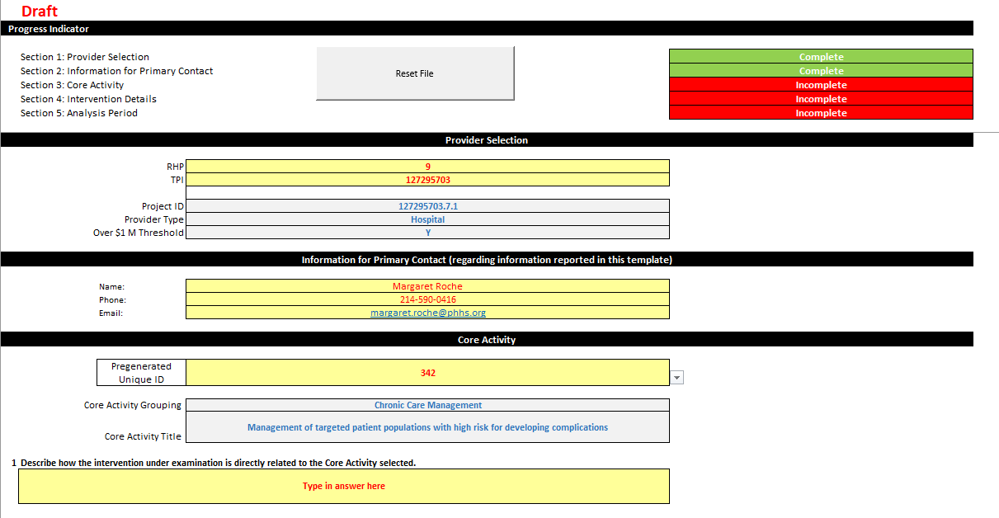 Draft
Progress Indicator
Section 1: Provider Selection Complete
Section 2: Information for Primary Contact Complete
Reset File
Section 3: Core Activity Incomplete
Section 4: Intervention Details Incomplete
Section 5: Analysis Period Incomplete
Provider Selection
RHP 9
TPI 127295703
Project ID 127295703.7.1
Provider Type Hospital
Over $1 M Threshold Y
Information for Primary Contact (regarding information reported in this template)
Name: Margaret Roche
Phone: 214-590-0416
Email: margaret.roche@phhs.org
Core Activity
Pregenerated
Unique ID
342
Core Activity Grouping Chronic Care Management
Core Activity Title Management of targeted patient populations with high risk for developing complications
1 Describe how the intervention under examination is directly related to the Core Activity selected.
Type in answer here